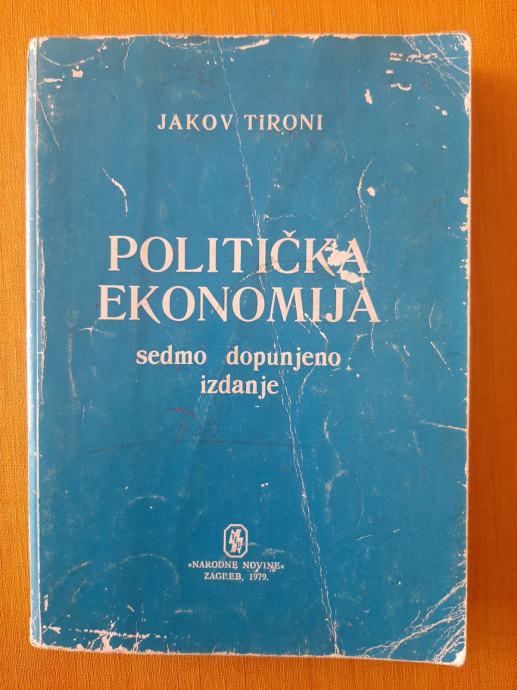 JAKOV TIRONI
POLITIČKA
EKONOMIJA
sedmo dopunjeno
izdanje
»NARODNE NOVINE«
ZAGREB, 1979.